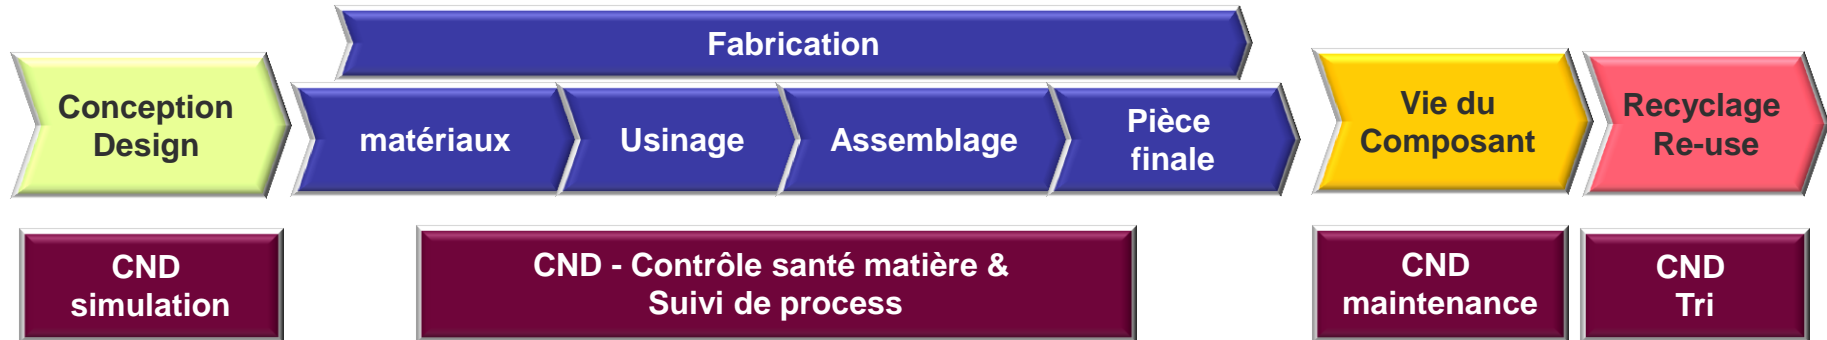 Fabrication
Conception
Design
matériaux
Usinage
Assemblage
Pièce
finale
Vie du
Composant
Recyclage
Re-use
CND
simulation
CND - Contrôle santé matière &
Suivi de process
CND
maintenance
CND
Tri